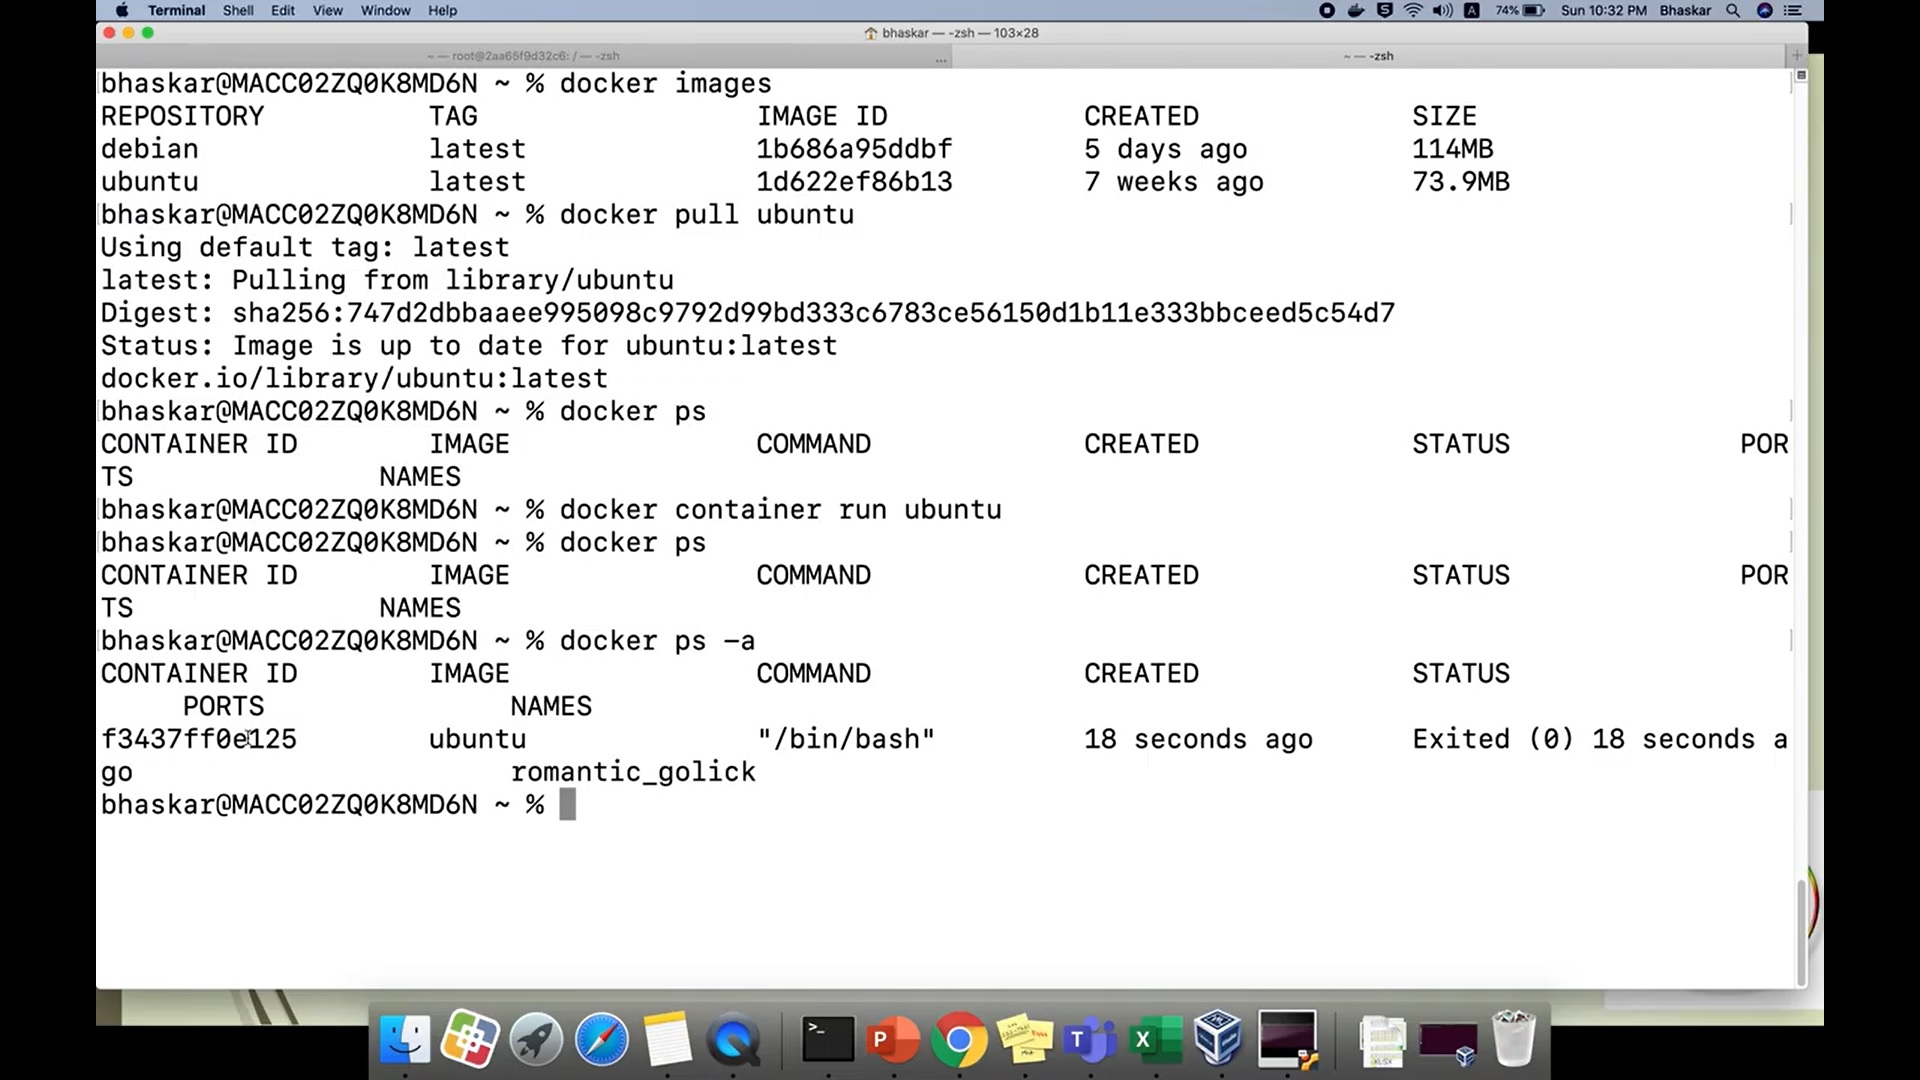 Terminal Shell Edit View Window Help 74% Sun 10:32 PM Bhaskar
bhaskar — -zsh — 103×28
~ — root@2aa65f9d32c6: / — -zsh ... ~ — -zsh
bhaskar@MACC02ZQ0K8MD6N ~ % docker images
REPOSITORY TAG IMAGE ID CREATED SIZE
debian latest 1b686a95ddbf 5 days ago 114MB
ubuntu latest 1d622ef86b13 7 weeks ago 73.9MB
bhaskar@MACC02ZQ0K8MD6N ~ % docker pull ubuntu
Using default tag: latest
latest: Pulling from library/ubuntu
Digest: sha256:747d2dbbaaee995098c9792d99bd333c6783ce56150d1b11e333bbceed5c54d7
Status: Image is up to date for ubuntu:latest
docker.io/library/ubuntu:latest
bhaskar@MACC02ZQ0K8MD6N ~ % docker ps
CONTAINER ID IMAGE COMMAND CREATED STATUS POR
TS NAMES
bhaskar@MACC02ZQ0K8MD6N ~ % docker container run ubuntu
bhaskar@MACC02ZQ0K8MD6N ~ % docker ps
CONTAINER ID IMAGE COMMAND CREATED STATUS POR
TS NAMES
bhaskar@MACC02ZQ0K8MD6N ~ % docker ps -a
CONTAINER ID IMAGE COMMAND CREATED STATUS
PORTS NAMES
f3437ff0e125 ubuntu "/bin/bash" 18 seconds ago Exited (0) 18 seconds a
go romantic_golick
bhaskar@MACC02ZQ0K8MD6N ~ %